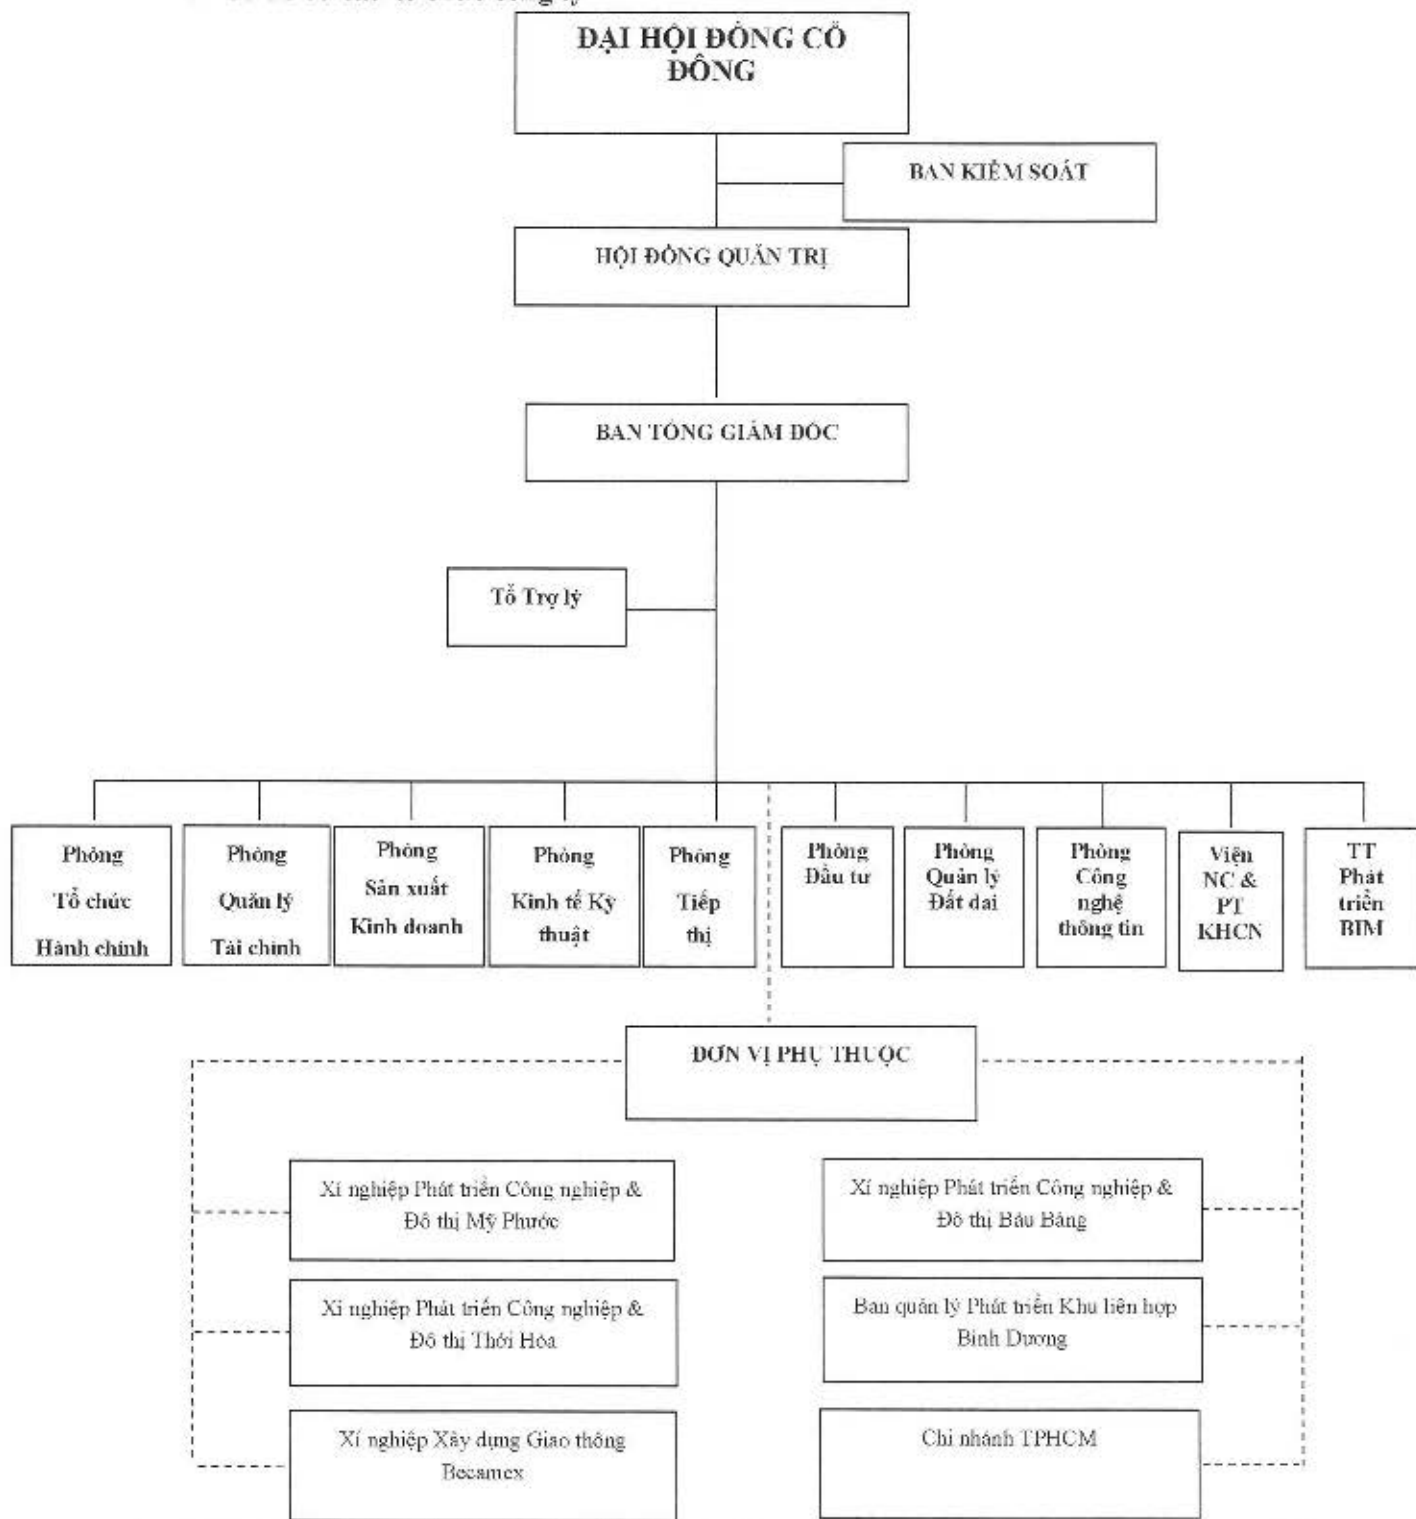 ĐẠI HỘI ĐỒNG CỔ
ĐÔNG
BAN KIỂM SOÁT
HỘI ĐỒNG QUẢN TRỊ
BAN TỔNG GIÁM ĐỐC
Tổ Trợ lý
Phòng
Tổ chức
Hành chính
Phòng
Quản lý
Tài chính
Phòng
Sản xuất
Kinh doanh
Phòng
Kinh tế Kỹ
thuật
Phòng
Tiếp
thị
Phòng
Đầu tư
Phòng
Quản lý
Đất đai
Phòng
Công
nghệ
thông tin
Viện
NC &
PT
KHCN
TT
Phát
triển
BIM
ĐƠN VỊ PHỤ THUỘC
Xí nghiệp Phát triển Công nghiệp &
Đô thị Mỹ Phước
Xí nghiệp Phát triển Công nghiệp &
Đô thị Bàu Bàng
Xí nghiệp Phát triển Công nghiệp &
Đô thị Thới Hòa
Ban quản lý Phát triển Khu liên hợp
Bình Dương
Xí nghiệp Xây dựng Giao thông
Becamex
Chi nhánh TPHCM